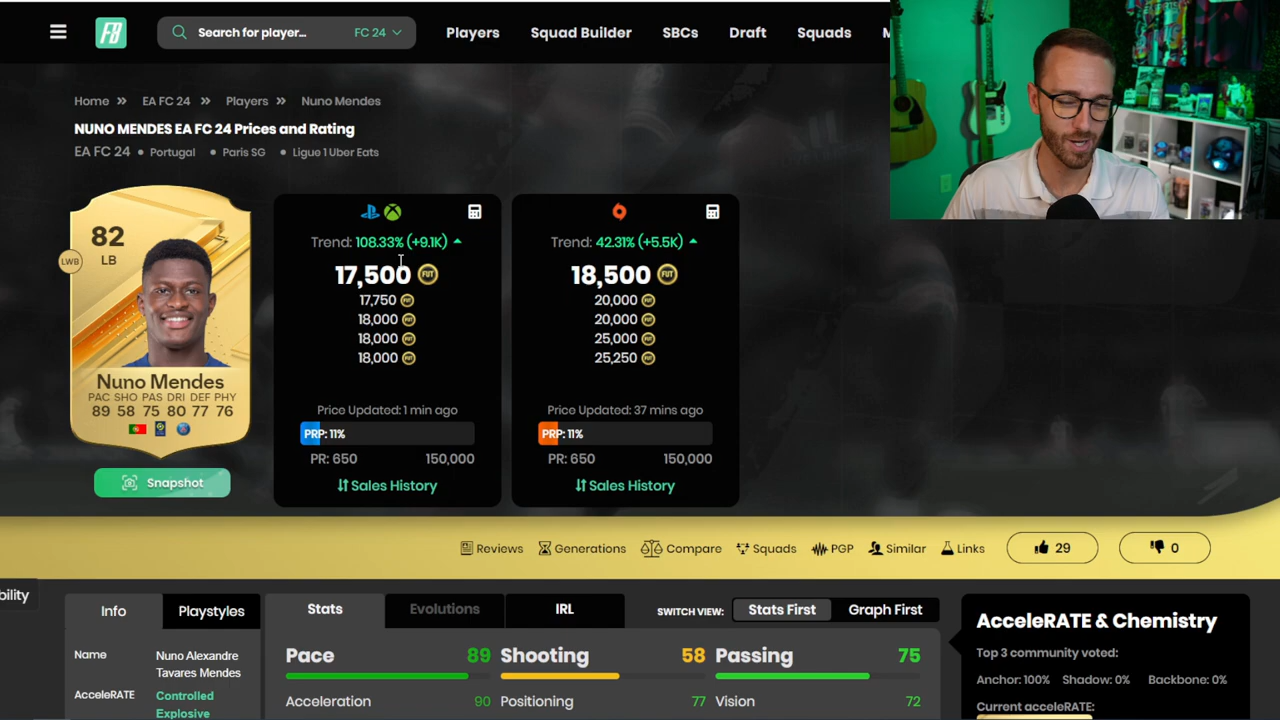 FB
Search for player...
FC 24
Players
Squad Builder
SBCs
Draft
Squads
M
Home » EA FC 24 » Players » Nuno Mendes
NUNO MENDES EA FC 24 Prices and Rating
EA FC 24 • Portugal • Paris SG • Ligue 1 Uber Eats
82
LB
LWB
Nuno Mendes
PAC SHO PAS DRI DEF PHY
89 58 75 80 77 76
Snapshot
Trend: 108.33% (+9.1K)
17,500 FUT
17,750
18,000
18,000
18,000
Price Updated: 1 min ago
PRP: 11%
PR: 650 150,000
Sales History
Trend: 42.31% (+5.5K)
18,500 FUT
20,000
20,000
25,000
25,250
Price Updated: 37 mins ago
PRP: 11%
PR: 650 150,000
Sales History
Reviews
Generations
Compare
Squads
PGP
Similar
Links
29
0
bility
Info
Playstyles
Name
Nuno Alexandre
Tavares Mendes
AcceleRATE
Controlled
Explosive
Stats
Evolutions
IRL
SWITCH VIEW:
Stats First
Graph First
Pace 89
Acceleration 90
Shooting 58
Positioning 77
Passing 75
Vision 72
AcceleRATE & Chemistry
Top 3 community voted:
Anchor: 100% Shadow: 0% Backbone: 0%
Current acceleRATE: